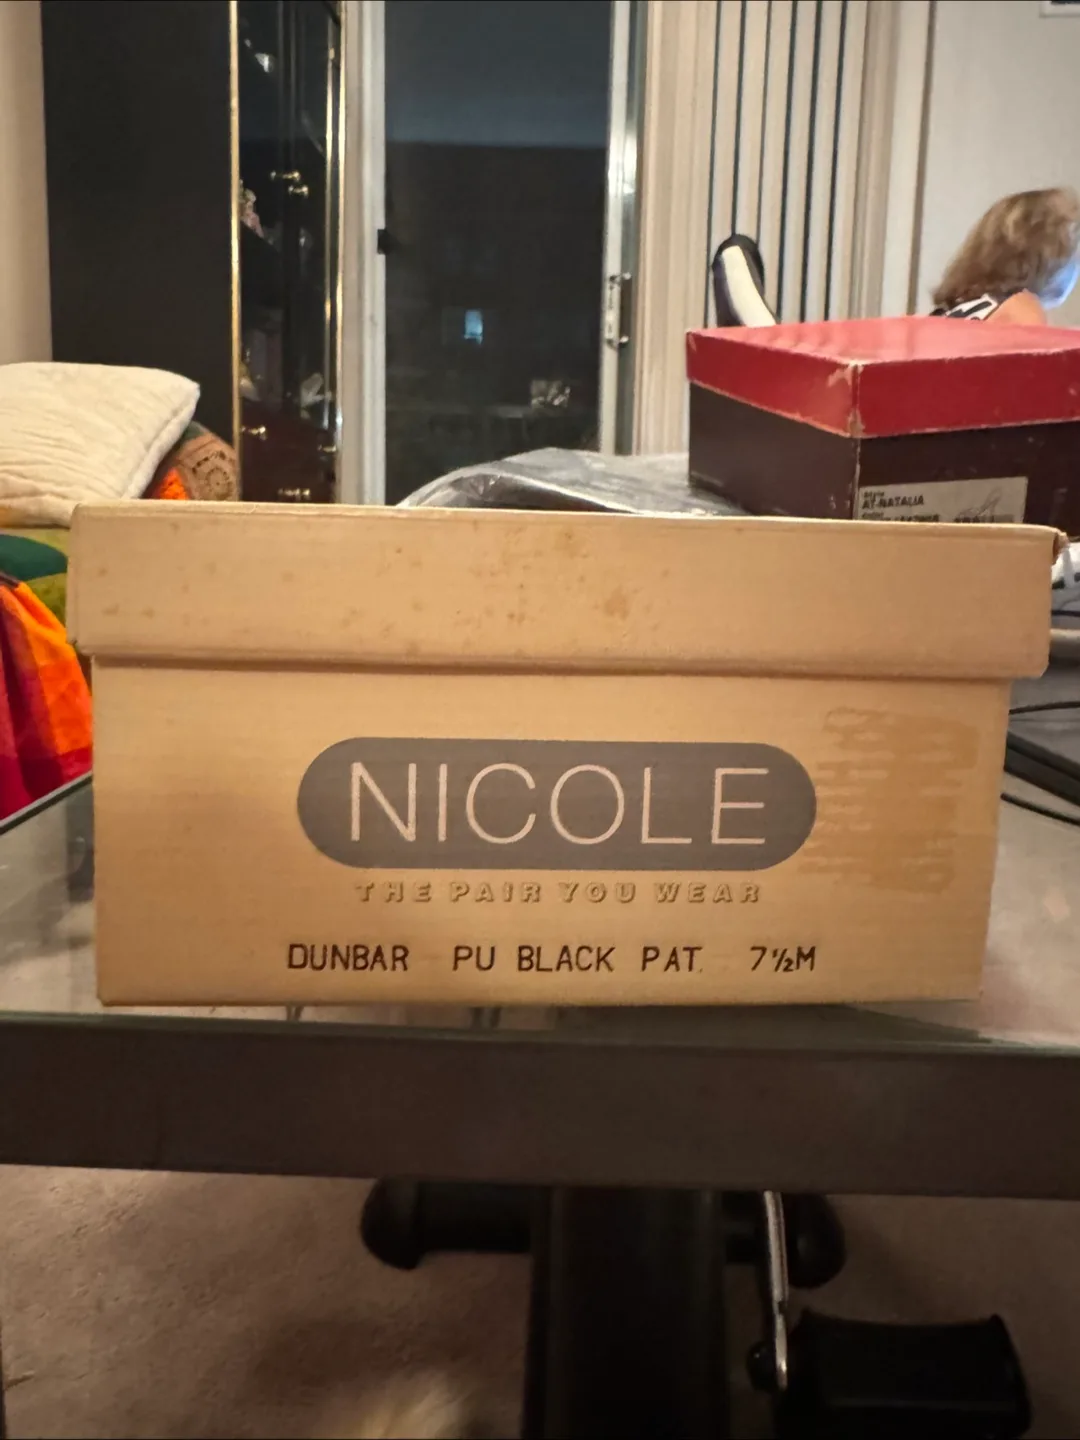 AT-NATALIA
NICOLE
THE PAIR YOU WEAR
DUNBAR PU BLACK PAT. 7½M